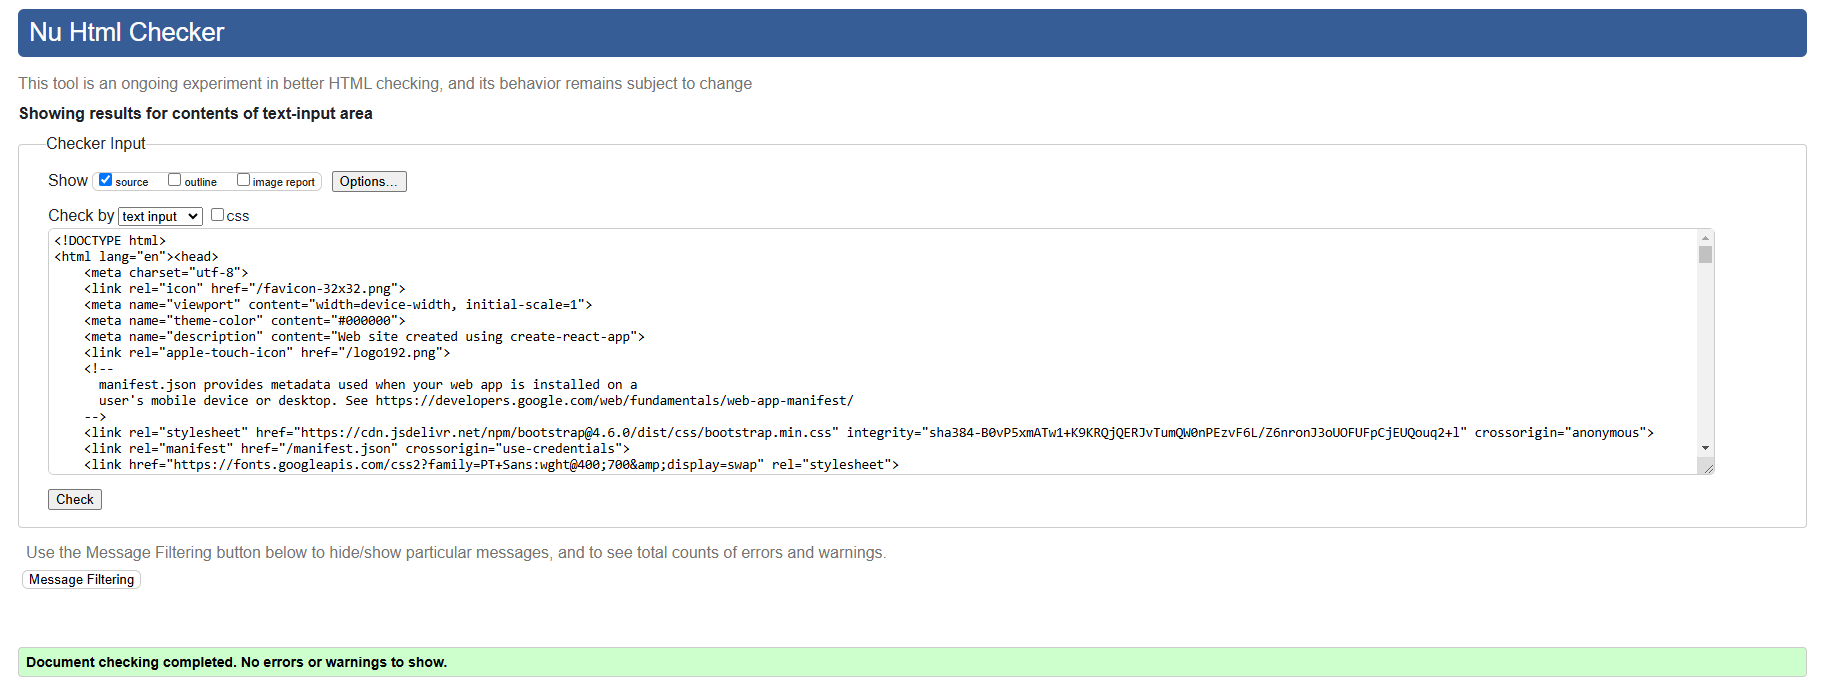 Nu Html Checker
This tool is an ongoing experiment in better HTML checking, and its behavior remains subject to change
Showing results for contents of text-input area
Checker Input
Show source outline image report Options...
Check by text input css
<!DOCTYPE html>
<html lang="en"><head>
    <meta charset="utf-8">
    <link rel="icon" href="/favicon-32x32.png">
    <meta name="viewport" content="width=device-width, initial-scale=1">
    <meta name="theme-color" content="#000000">
    <meta name="description" content="Web site created using create-react-app">
    <link rel="apple-touch-icon" href="/logo192.png">
    <!--
      manifest.json provides metadata used when your web app is installed on a
      user's mobile device or desktop. See https://developers.google.com/web/fundamentals/web-app-manifest/
    -->
    <link rel="stylesheet" href="https://cdn.jsdelivr.net/npm/bootstrap@4.6.0/dist/css/bootstrap.min.css" integrity="sha384-B0vP5xmATw1+K9KRQjQERJvTumQW0nPEzvF6L/Z6nronJ3oUOFUFpCjEUQouq2+l" crossorigin="anonymous">
    <link rel="manifest" href="/manifest.json" crossorigin="use-credentials">
    <link href="https://fonts.googleapis.com/css2?family=PT+Sans:wght@400;700&amp;display=swap" rel="stylesheet">
Check
Use the Message Filtering button below to hide/show particular messages, and to see total counts of errors and warnings.
Message Filtering
Document checking completed. No errors or warnings to show.